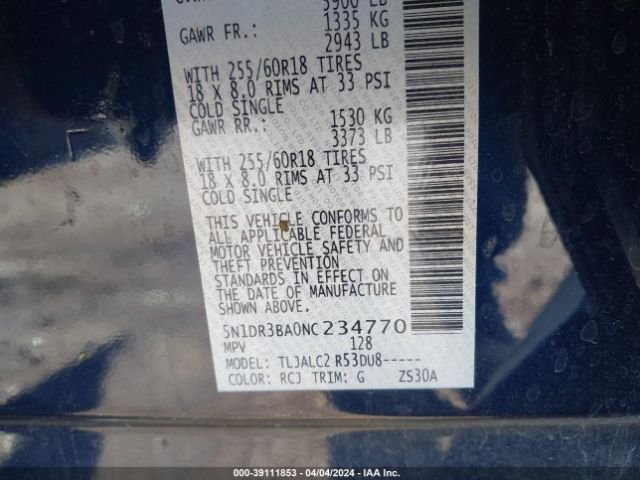 GAWR FR.: 1335 KG
2943 LB
WITH 255/60R18 TIRES
18 X 8.0 RIMS AT 33 PSI
COLD SINGLE
GAWR RR.: 1530 KG
3373 LB
WITH 255/60R18 TIRES
18 X 8.0 RIMS AT 33 PSI
COLD SINGLE
THIS VEHICLE CONFORMS TO
ALL APPLICABLE FEDERAL
MOTOR VEHICLE SAFETY AND
THEFT PREVENTION
STANDARDS IN EFFECT ON
THE DATE OF MANUFACTURE
SHOWN ABOVE.
5N1DR3BA0NC234770
MPV 128
MODEL: TLJALC2 R53DU8-----
COLOR: RCJ TRIM: G ZS30A
000-39111853 / 04/04/2024 - IAA Inc.